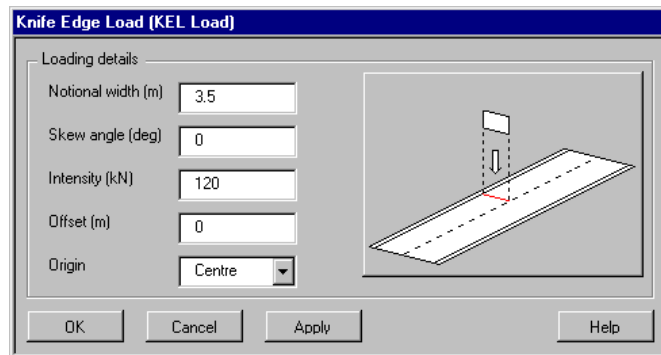 Knife Edge Load (KEL Load)
Loading details
Notional width (m) 3.5
Skew angle (deg) 0
Intensity (kN) 120
Offset (m) 0
Origin Centre
OK Cancel Apply Help